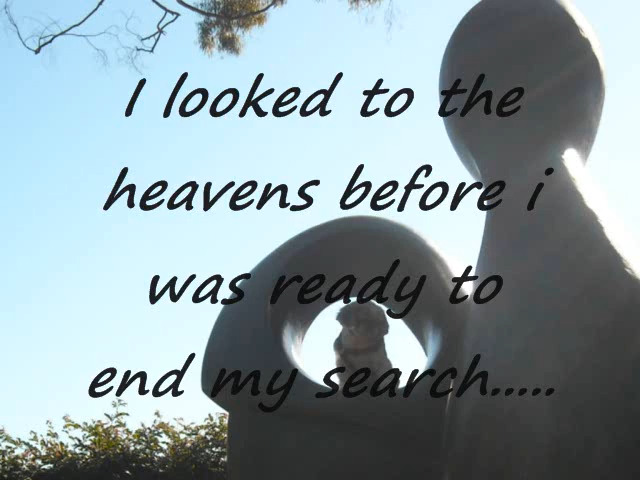 I looked to the
heavens before i
was ready to
end my search.....